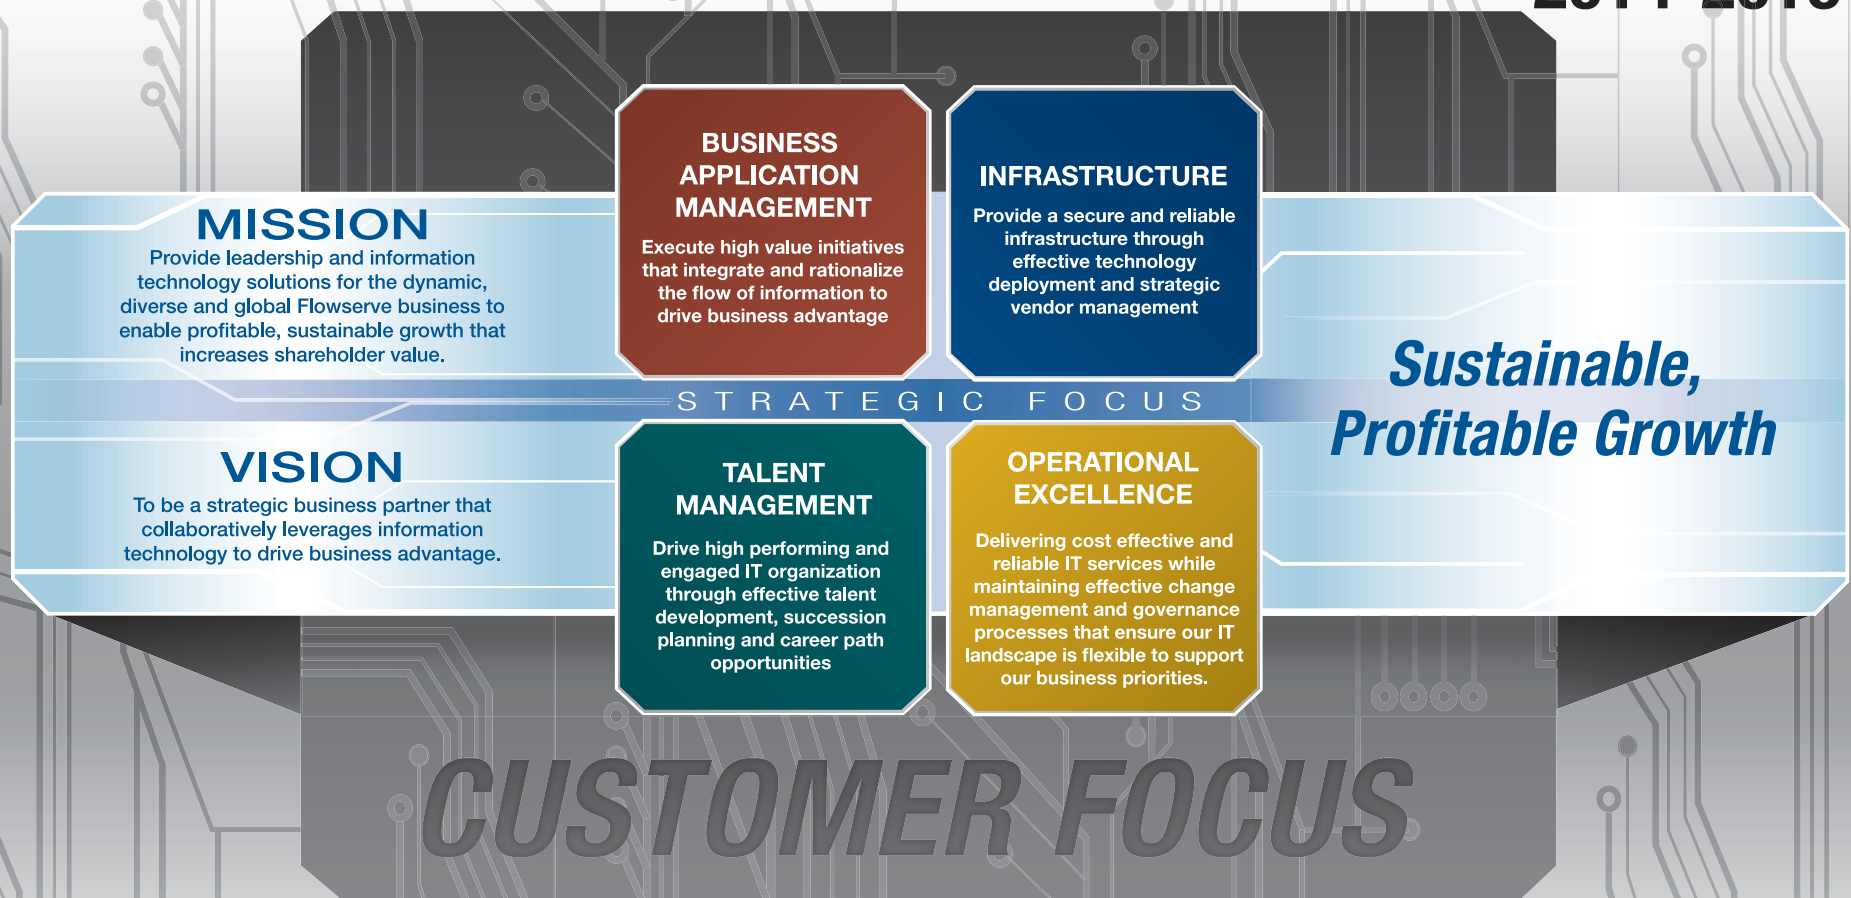 MISSION
Provide leadership and information
technology solutions for the dynamic,
diverse and global Flowserve business to
enable profitable, sustainable growth that
increases shareholder value.
VISION
To be a strategic business partner that
collaboratively leverages information
technology to drive business advantage.
BUSINESS
APPLICATION
MANAGEMENT
Execute high value initiatives
that integrate and rationalize
the flow of information to
drive business advantage
INFRASTRUCTURE
Provide a secure and reliable
infrastructure through
effective technology
deployment and strategic
vendor management
STRATEGIC FOCUS
TALENT
MANAGEMENT
Drive high performing and
engaged IT organization
through effective talent
development, succession
planning and career path
opportunities
OPERATIONAL
EXCELLENCE
Delivering cost effective and
reliable IT services while
maintaining effective change
management and governance
processes that ensure our IT
landscape is flexible to support
our business priorities.
Sustainable,
Profitable Growth
CUSTOMER FOCUS